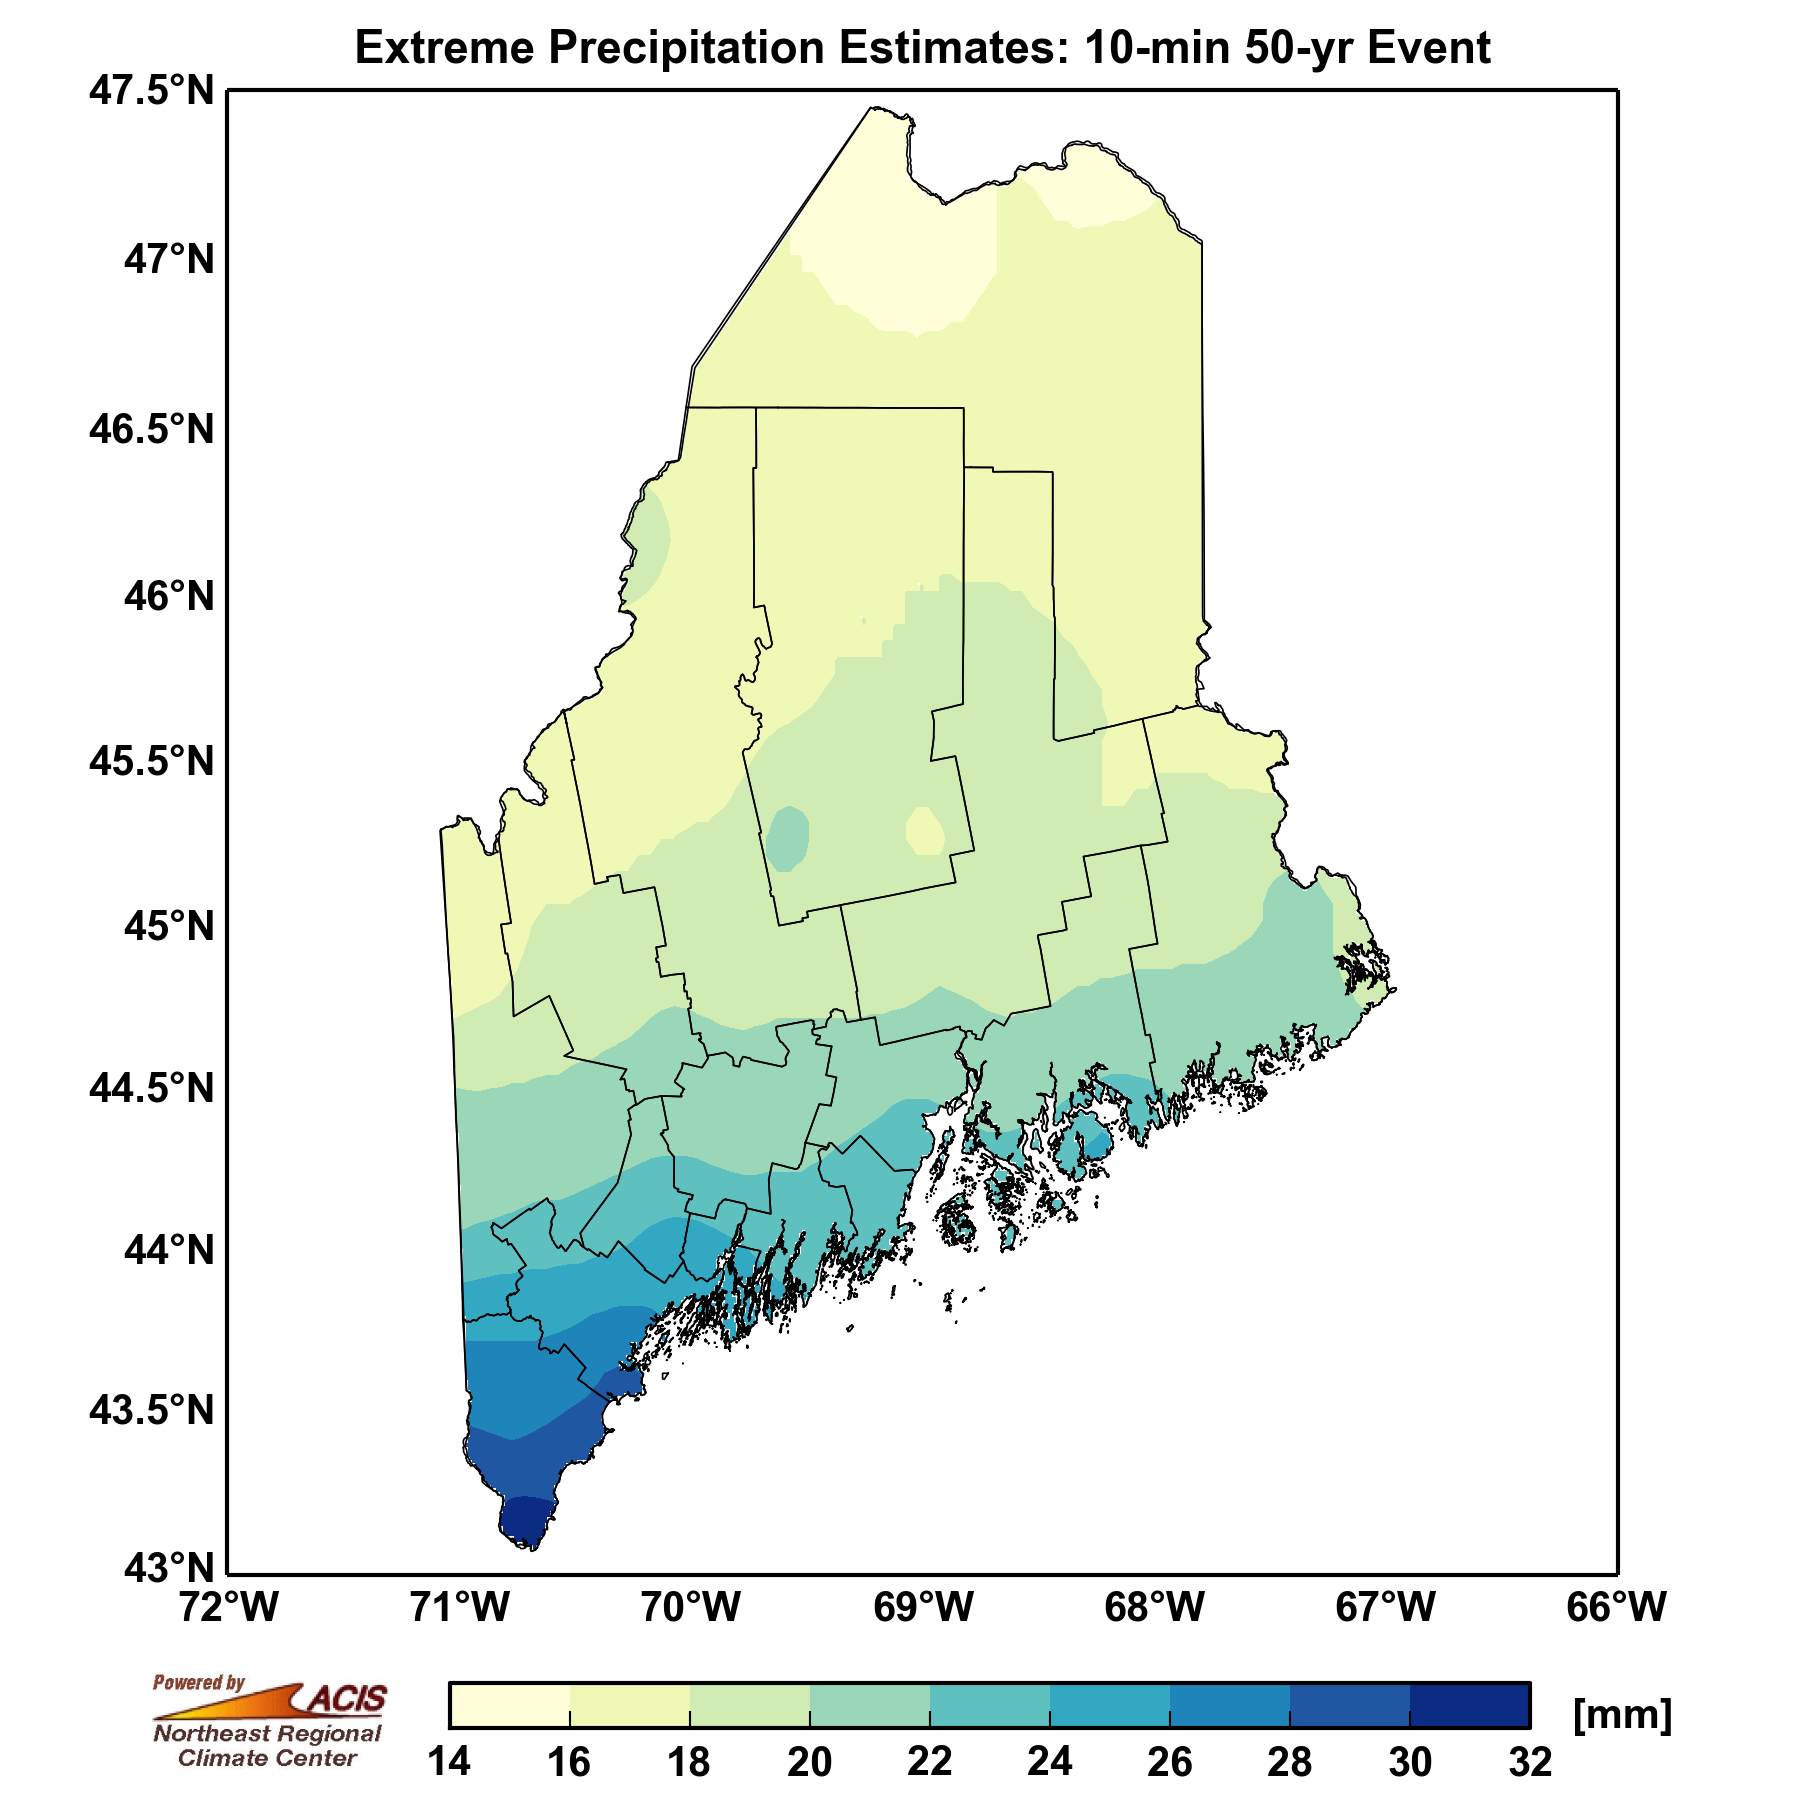 Extreme Precipitation Estimates: 10-min 50-yr Event
47.5°N
47°N
46.5°N
46°N
45.5°N
45°N
44.5°N
44°N
43.5°N
43°N
72°W 71°W 70°W 69°W 68°W 67°W 66°W
Powered by
ACIS
Northeast Regional
Climate Center
[mm]
14 16 18 20 22 24 26 28 30 32